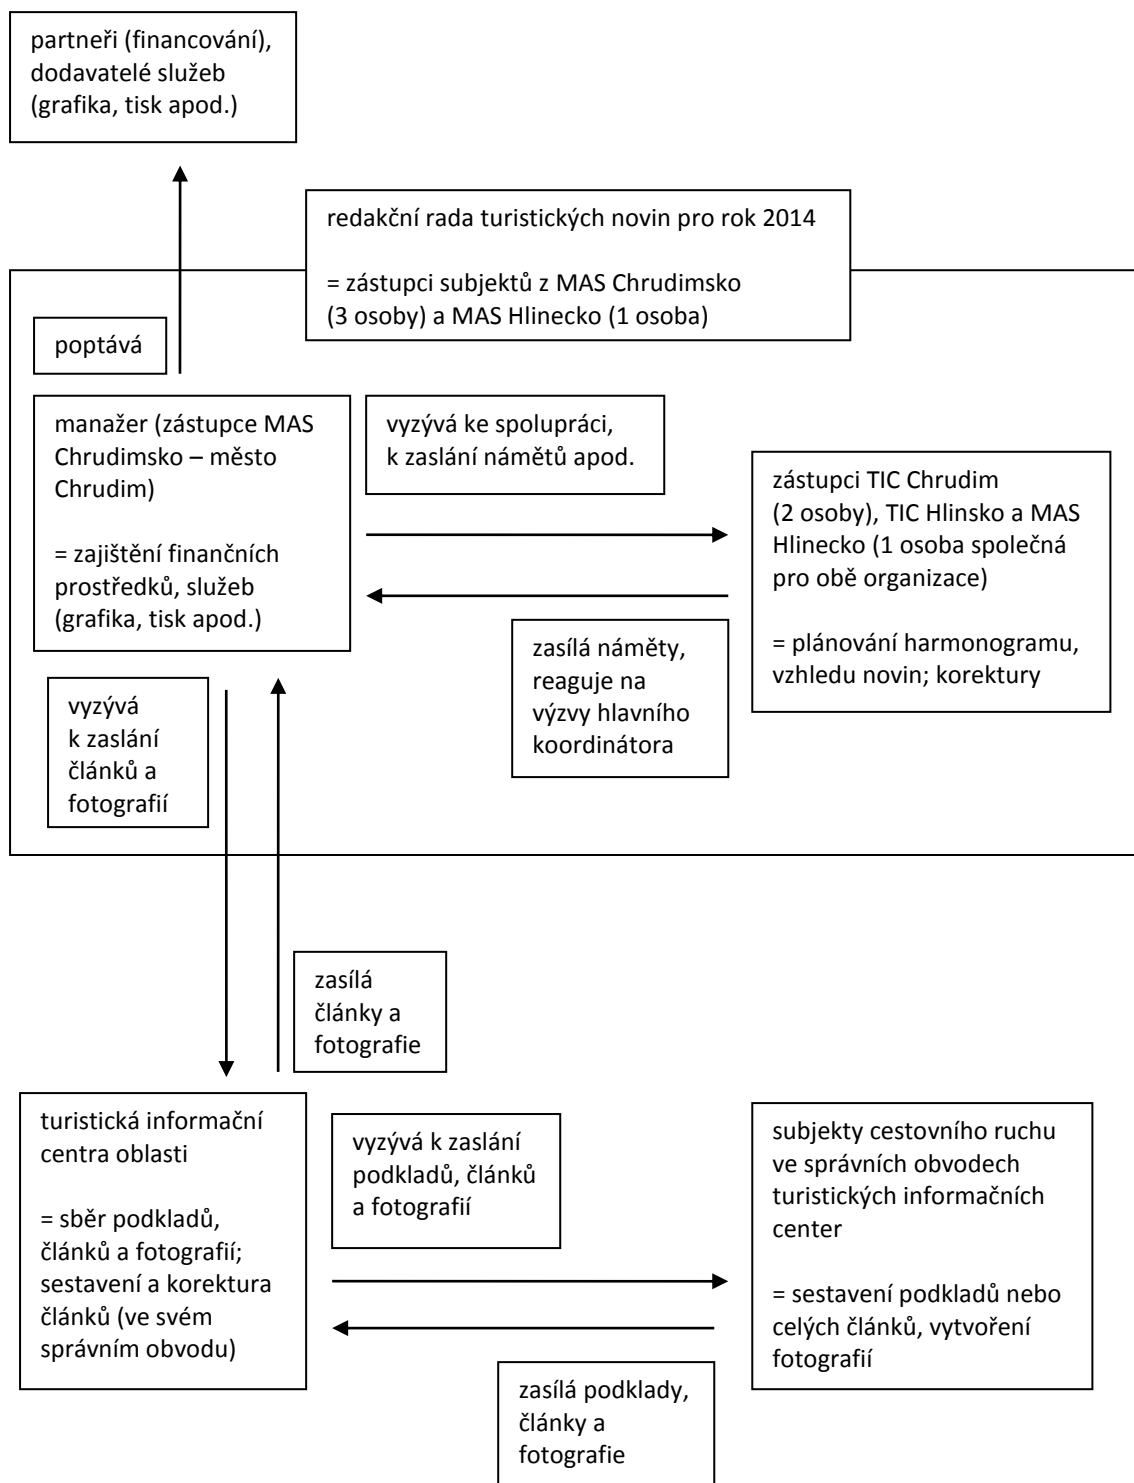 partneři (financování),
dodavatelé služeb
(grafika, tisk apod.)
redakční rada turistických novin pro rok 2014
= zástupci subjektů z MAS Chrudimsko
(3 osoby) a MAS Hlinecko (1 osoba)
poptává
manažer (zástupce MAS
Chrudimsko – město
Chrudim)
= zajištění finančních
prostředků, služeb
(grafika, tisk apod.)
vyzývá ke spolupráci,
k zaslání námětů apod.
zástupci TIC Chrudim
(2 osoby), TIC Hlinsko a MAS
Hlinecko (1 osoba společná
pro obě organizace)
= plánování harmonogramu,
vzhledu novin; korektury
zasílá náměty,
reaguje na
výzvy hlavního
koordinátora
vyzývá
k zaslání
článků a
fotografií
zasílá
články a
fotografie
turistická informační
centra oblasti
= sběr podkladů,
článků a fotografií;
sestavení a korektura
článků (ve svém
správním obvodu)
vyzývá k zaslání
podkladů, článků
a fotografií
subjekty cestovního ruchu
ve správních obvodech
turistických informačních
center
= sestavení podkladů nebo
celých článků, vytvoření
fotografií
zasílá podklady,
články a
fotografie